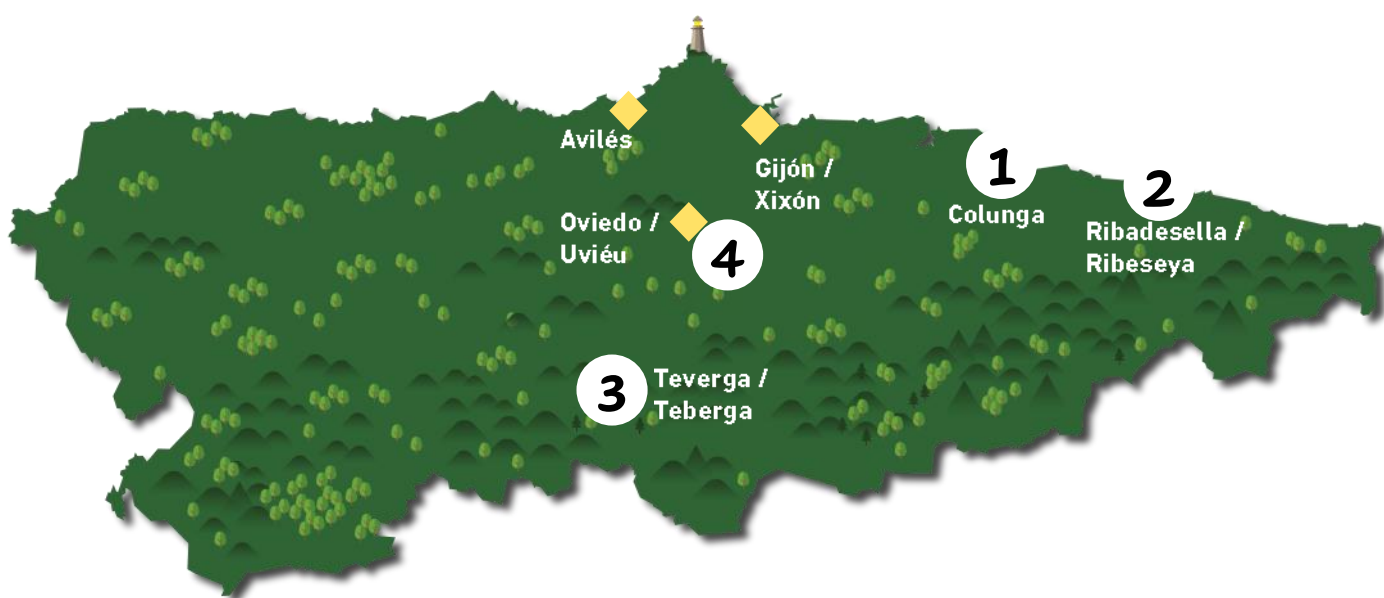 Avilés
Gijón /
Xixón
1
Colunga
2
Ribadesella /
Ribeseya
Oviedo /
Uviéu
4
3
Teverga /
Teberga